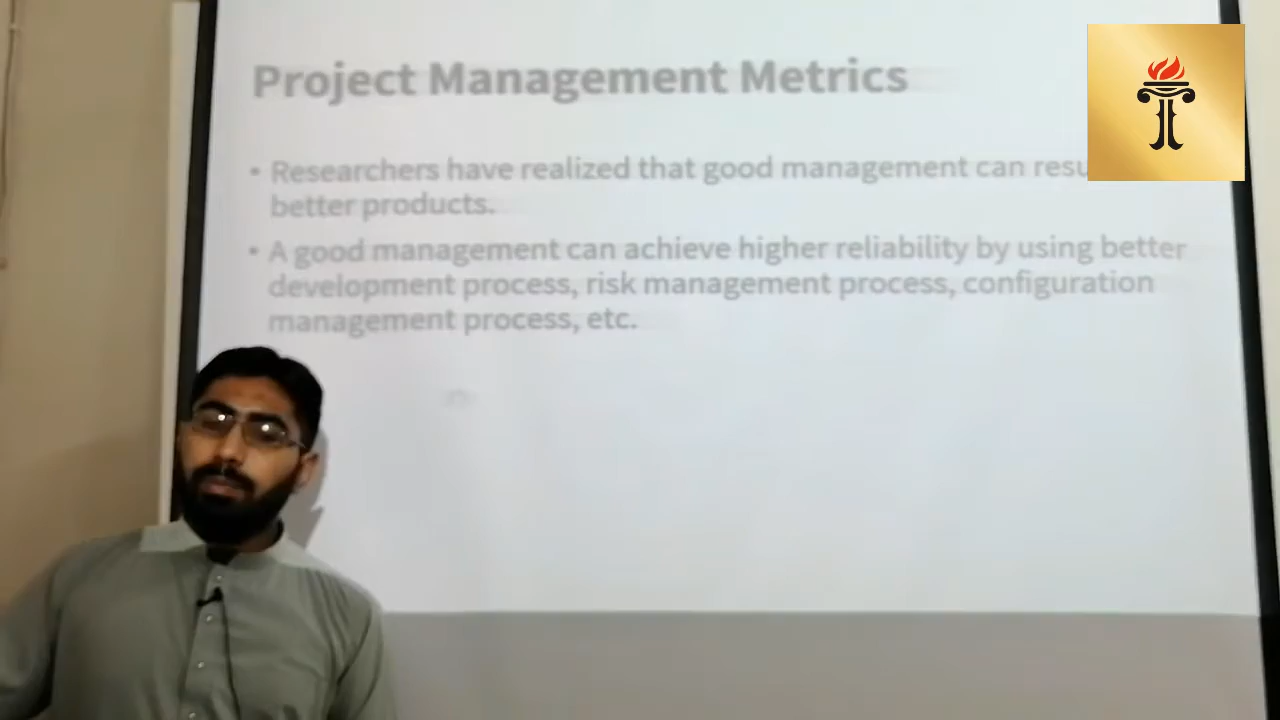 Project Management Metrics
• Researchers have realized that good management can
better products.
• A good management can achieve higher reliability by using better
development process, risk management process, configuration
management process, etc.